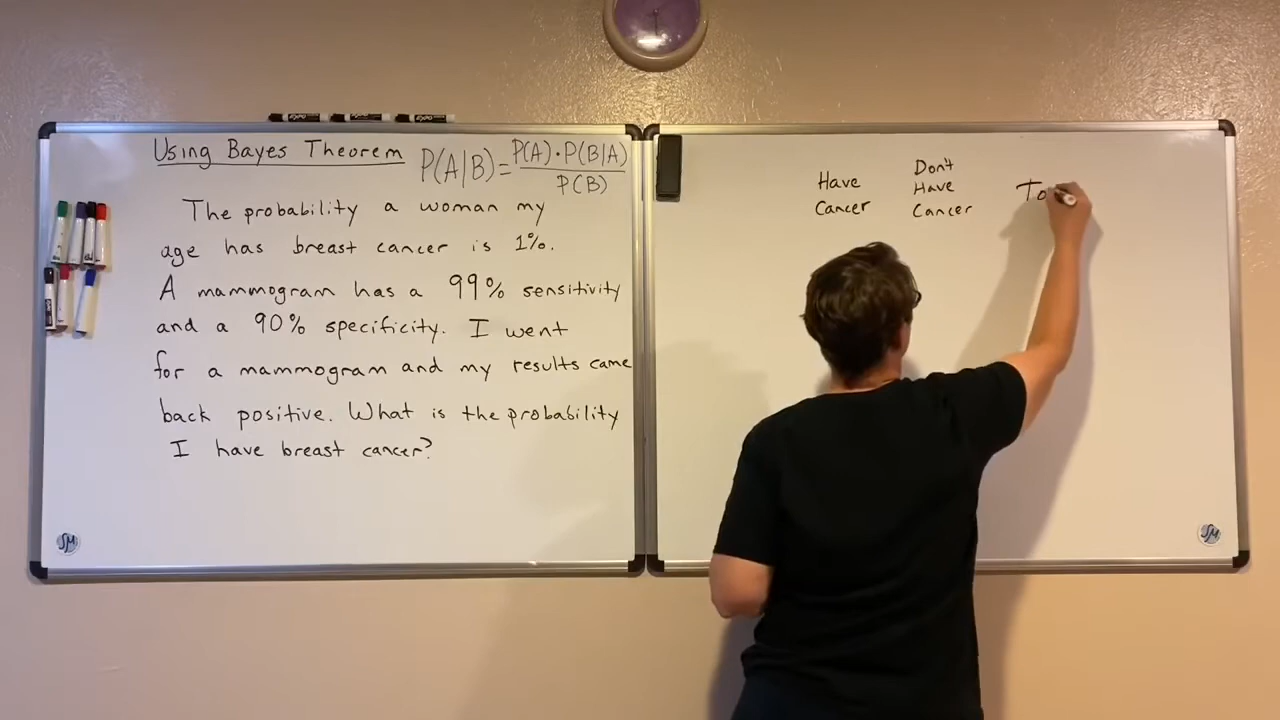 Using Bayes Theorem P(A|B) = P(A)·P(B|A) / P(B)
The probability a woman my
age has breast cancer is 1%.
A mammogram has a 99% sensitivity
and a 90% specificity. I went
for a mammogram and my results came
back positive. What is the probability
I have breast cancer?
SM
Have
Cancer
Don't
Have
Cancer
To
SM